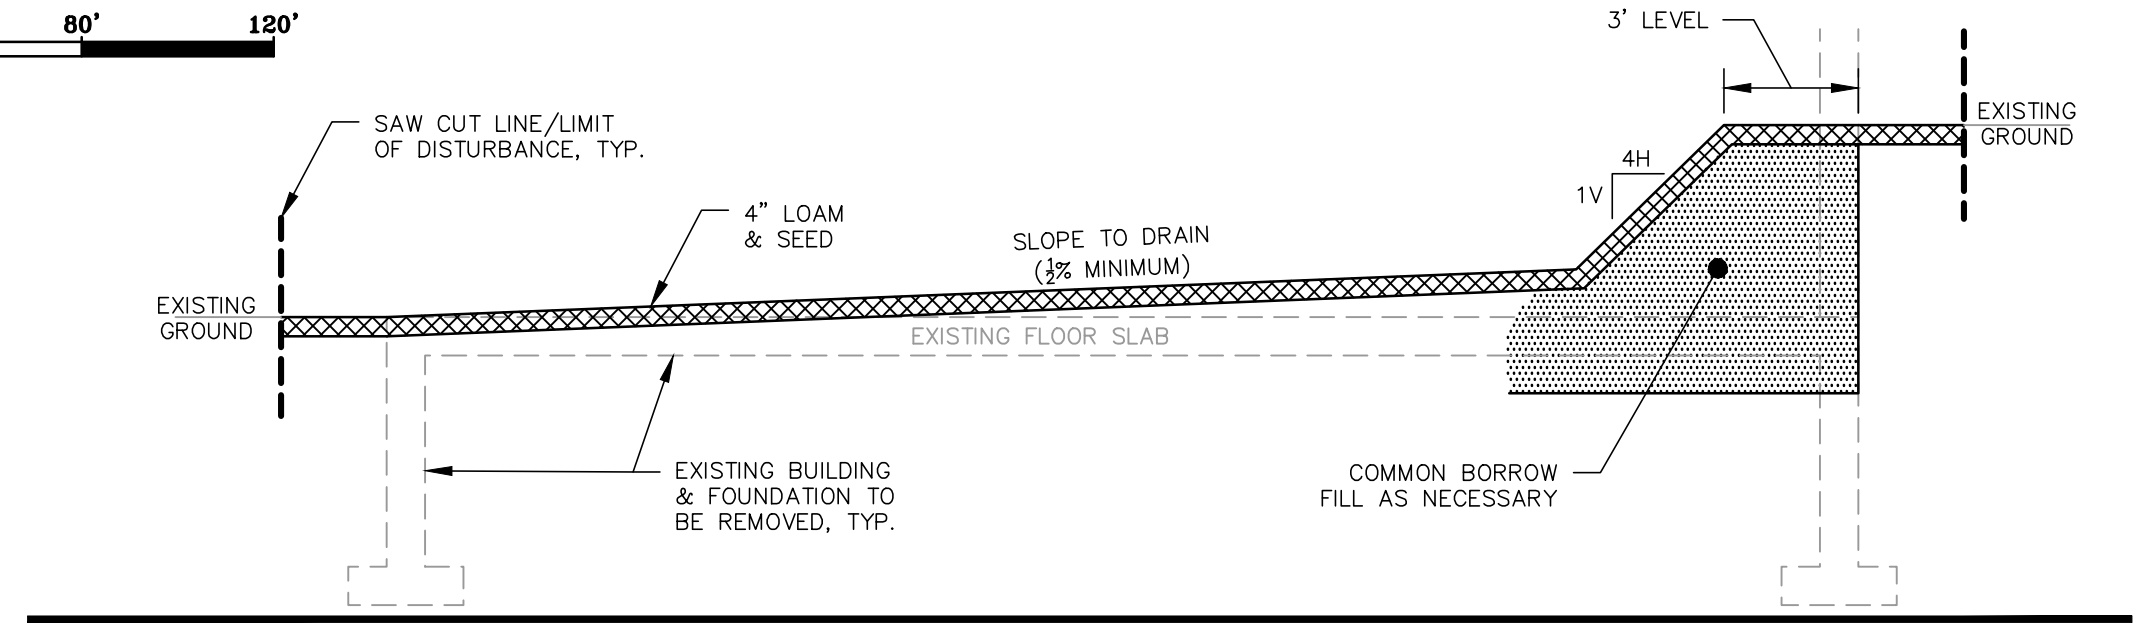 80' 120'
3' LEVEL
EXISTING
GROUND
SAW CUT LINE/LIMIT
OF DISTURBANCE, TYP.
4H
1V
4" LOAM
& SEED
SLOPE TO DRAIN
(½% MINIMUM)
EXISTING
GROUND
EXISTING FLOOR SLAB
EXISTING BUILDING
& FOUNDATION TO
BE REMOVED, TYP.
COMMON BORROW
FILL AS NECESSARY